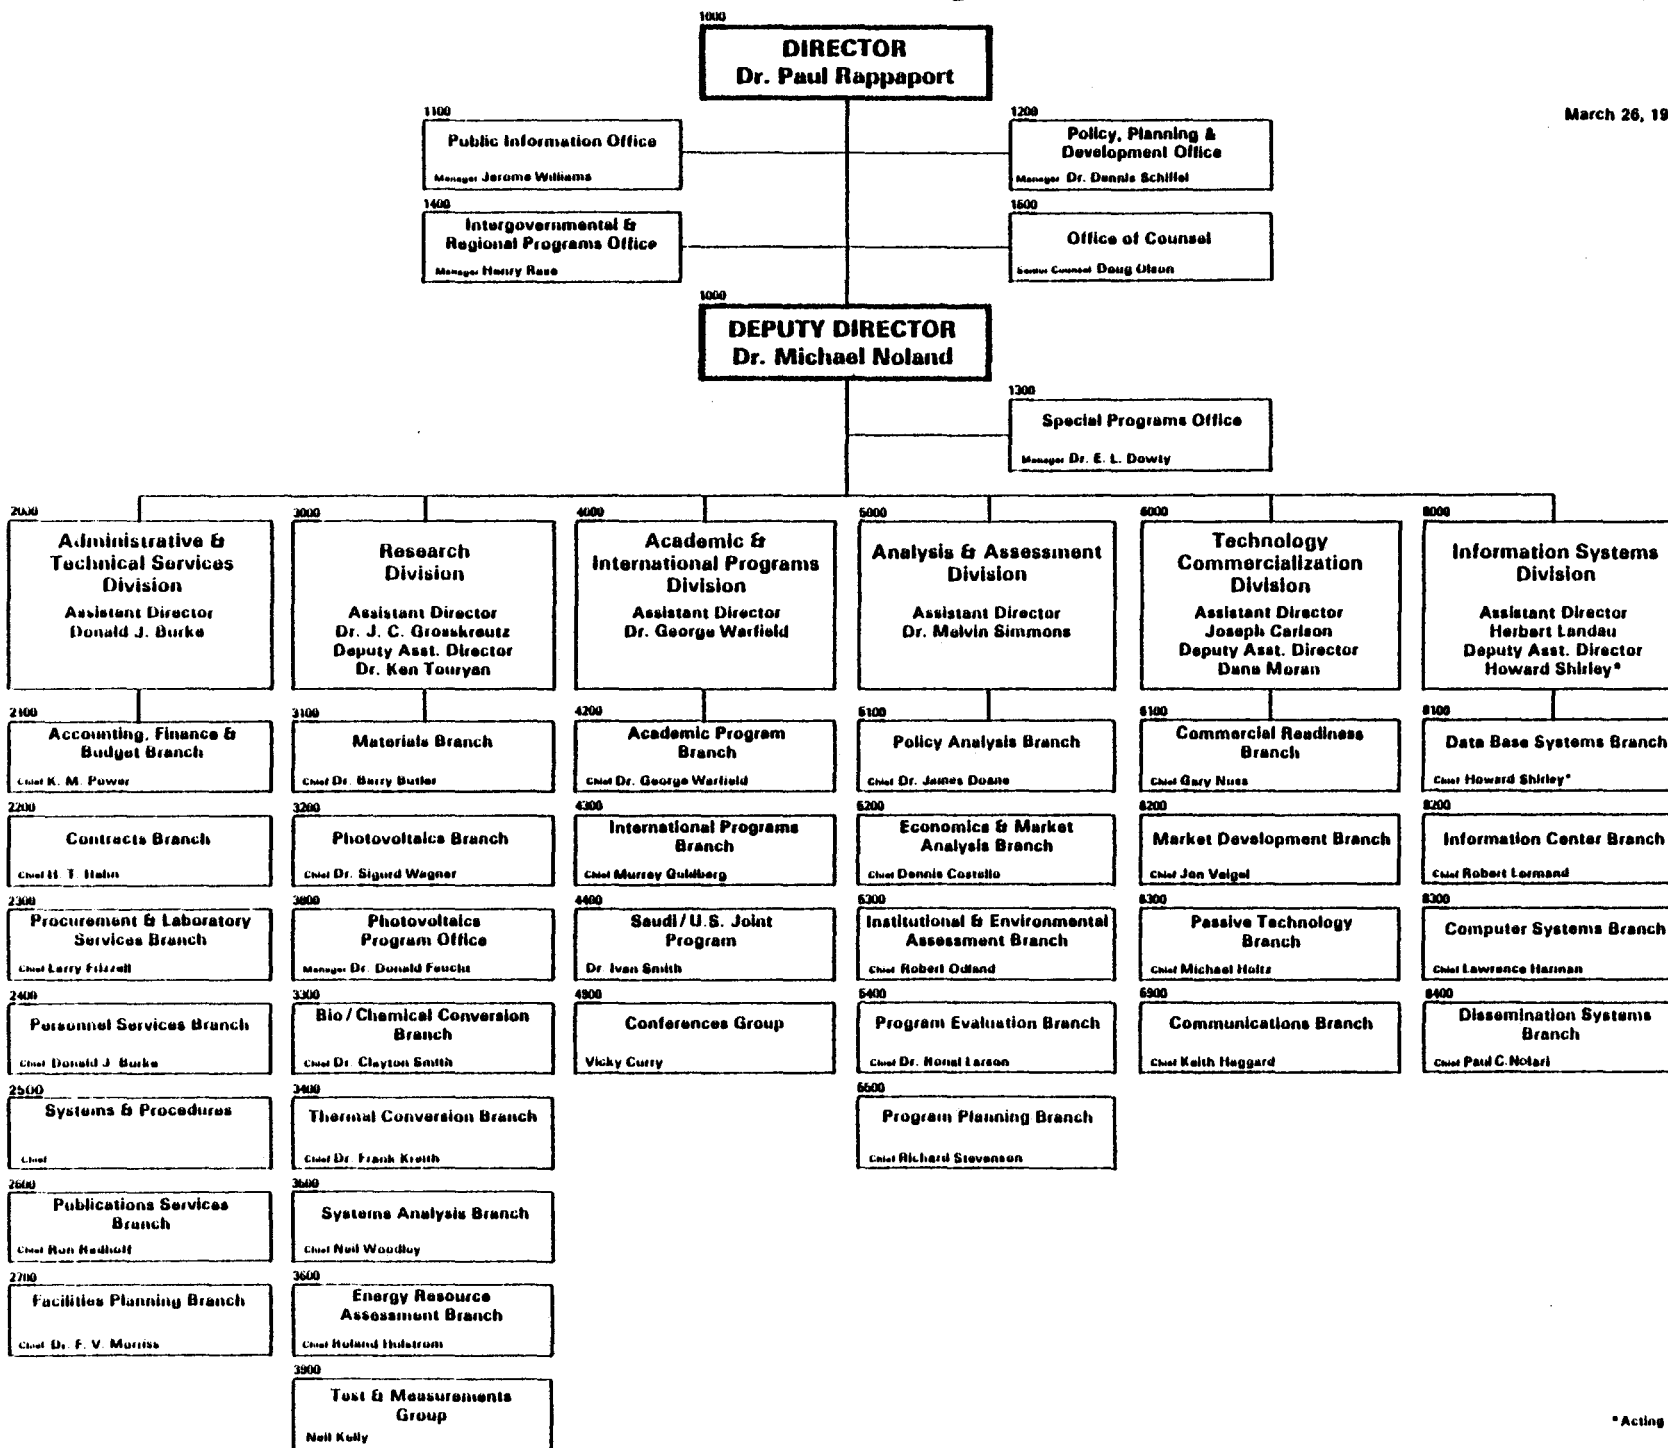 1000
DIRECTOR
Dr. Paul Rappaport
March 26, 19
1100
Public Information Office
Manager Jerome Williams
1200
Policy, Planning &
Development Office
Manager Dr. Dennis Schiffel
1400
Intergovernmental &
Regional Programs Office
Manager Henry
Office of Counsel
Senior Counsel Doug Olson
1000
DEPUTY DIRECTOR
Dr. Michael Noland
1300
Special Programs Office
Manager Dr. E. L. Dowty
2000
Administrative &
Technical Services
Division
Assistant Director
Donald J. Burke
3000
Research
Division
Assistant Director
Dr. J. C. Grosskreutz
Deputy Asst. Director
Dr. Ken Touryan
4000
Academic &
International Programs
Division
Assistant Director
Dr. George Warfield
5000
Analysis & Assessment
Division
Assistant Director
Dr. Melvin Simmons
6000
Technology
Commercialization
Division
Assistant Director
Joseph Carlson
Deputy Asst. Director
Dana Moran
8000
Information Systems
Division
Assistant Director
Herbert Landau
Deputy Asst. Director
Howard Shirley*
2100
Accounting, Finance &
Budget Branch
Chief K. M. Power
2200
Contracts Branch
Chief H. T. Hahn
2300
Procurement & Laboratory
Services Branch
Chief Larry Frizzell
2400
Personnel Services Branch
Chief Donald J. Burke
2500
Systems & Procedures
Chief
2600
Publications Services
Branch
Chief Ron
2700
Facilities Planning Branch
Chief Dr. F. V. Morriss
3100
Materials Branch
Chief Dr. Barry Butler
3200
Photovoltaics Branch
Chief Dr. Sigurd Wagner
Photovoltaics
Program Office
Manager Dr. Donald Feucht
3300
Bio/Chemical Conversion
Branch
Chief Dr. Clayton Smith
3400
Thermal Conversion Branch
Chief Dr. Frank Kreith
Systems Analysis Branch
Chief Neil Woodley
3600
Energy Resource
Assessment Branch
Chief Roland Hulstrom
3900
Test & Measurements
Group
Neil Kelly
4200
Academic Program
Branch
Chief Dr. George Warfield
4300
International Programs
Branch
Chief Murrey Goldberg
4400
Saudi/U.S. Joint
Program
Dr. Ivan Smith
4900
Conferences Group
Vicky Curry
5100
Policy Analysis Branch
Chief Dr. James Doane
5200
Economics & Market
Analysis Branch
Chief Dennis Costello
5300
Institutional & Environmental
Assessment Branch
Chief Robert Odland
5400
Program Evaluation Branch
Chief Dr. Ronal Larson
5500
Program Planning Branch
Chief Richard Stevenson
6100
Commercial Readiness
Branch
Chief Gary Nuss
6200
Market Development Branch
Chief Jon Veigel
6300
Passive Technology
Branch
Chief Michael Holtz
6900
Communications Branch
Chief Keith Haggard
8100
Data Base Systems Branch
Chief Howard Shirley*
8200
Information Center Branch
Chief Robert Lormand
8300
Computer Systems Branch
Chief Lawrence Harman
8400
Dissemination Systems
Branch
Chief Paul C. Notari
*Acting